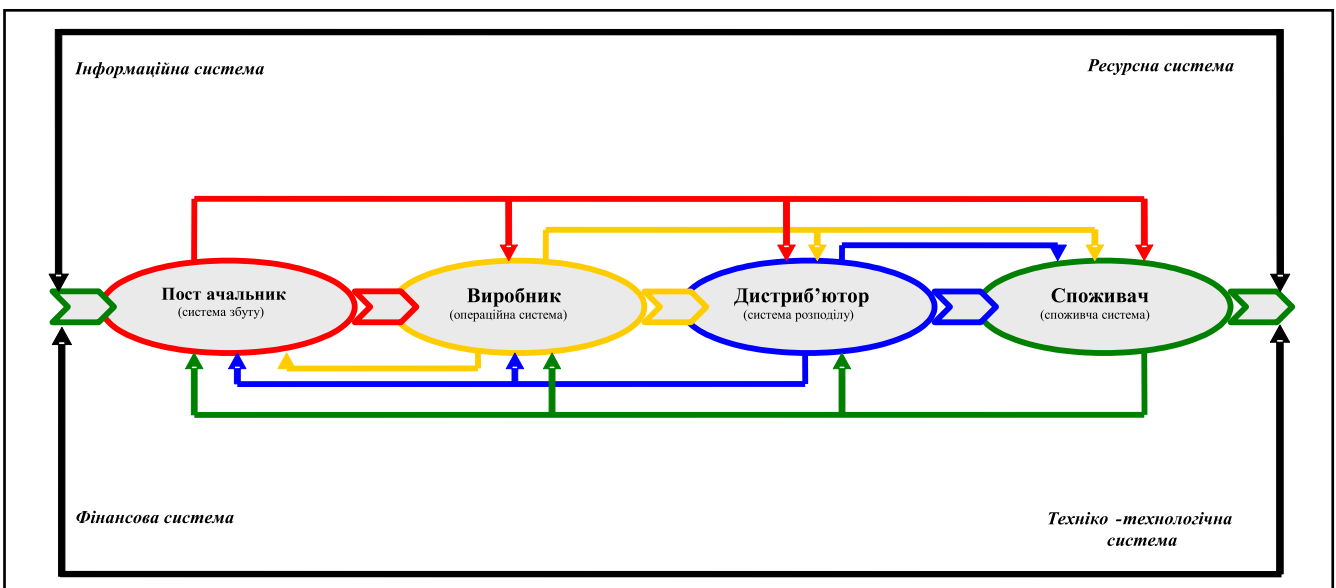 Інформаційна система
Ресурсна система
Пост ачальник
(система збуту)
Виробник
(операційна система)
Дистриб’ютор
(система розподілу)
Споживач
(споживча система)
Фінансова система
Техніко -технологічна
система